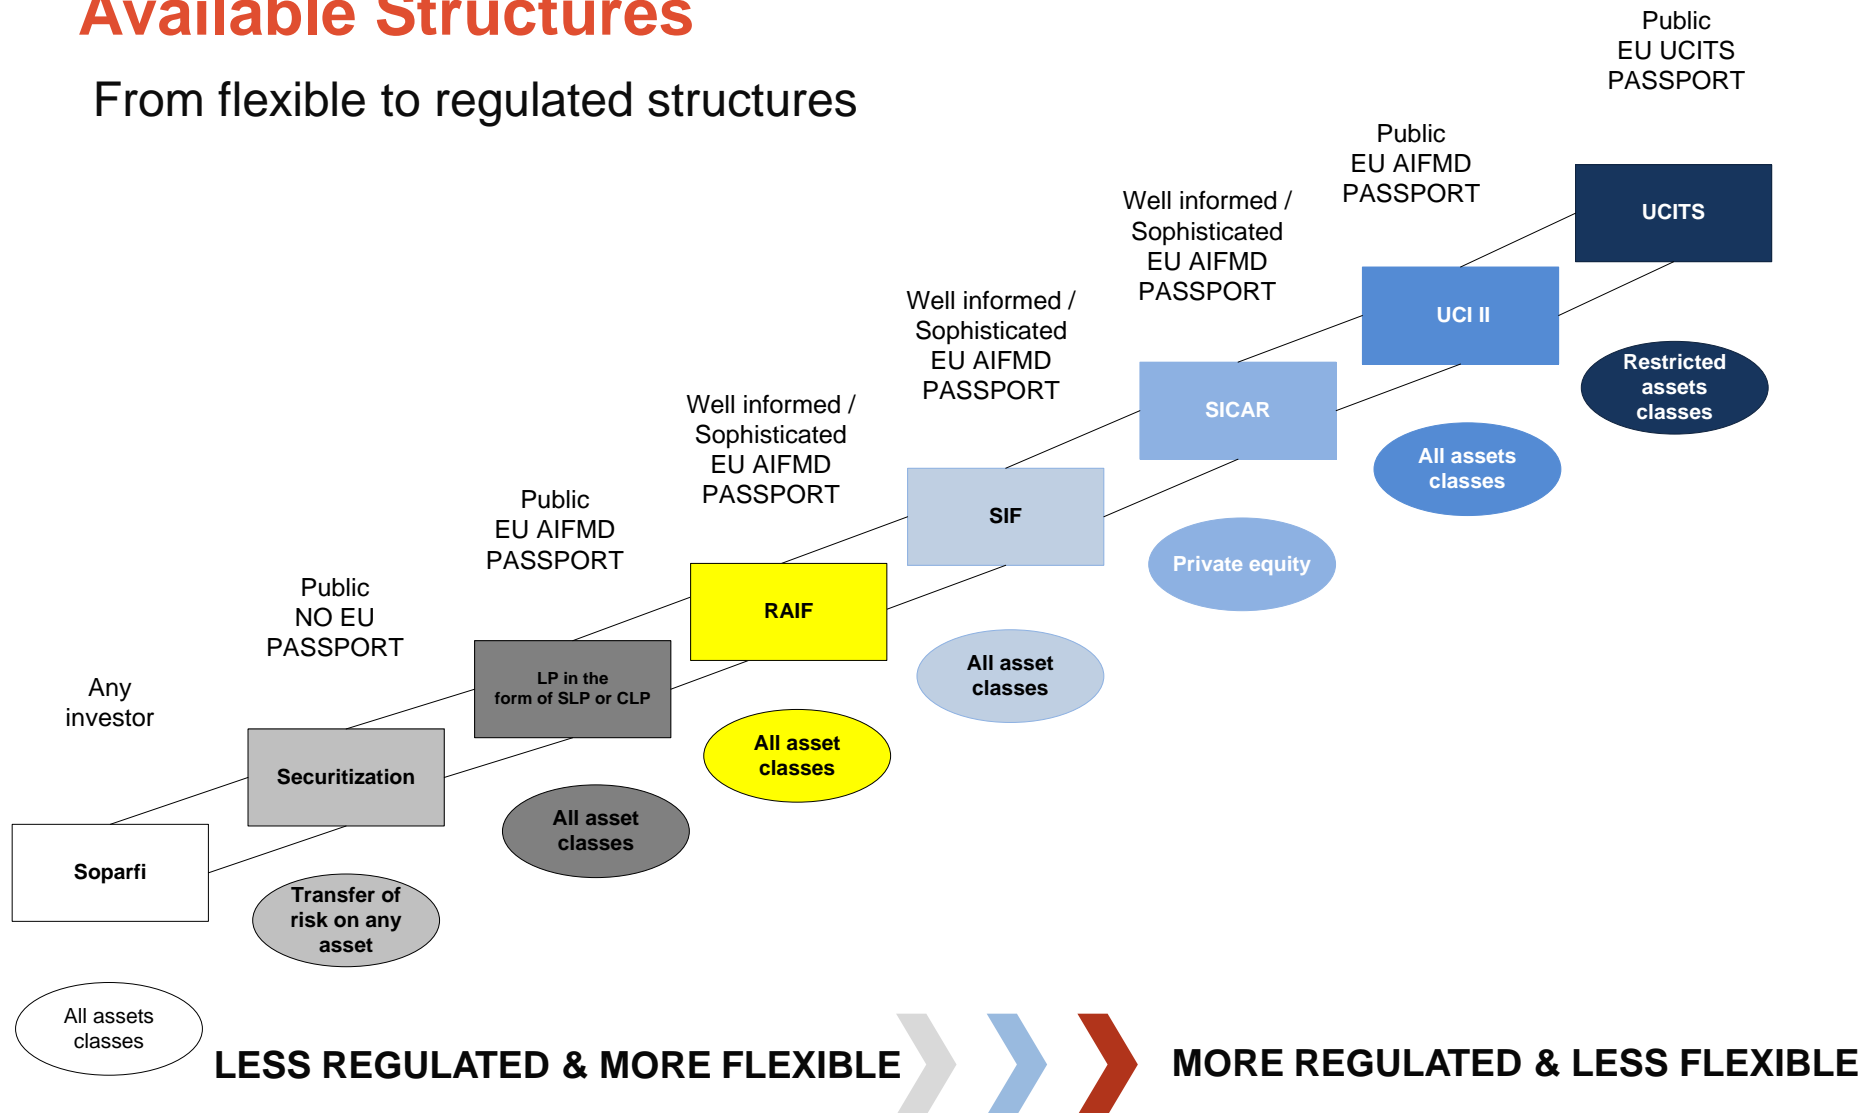 Available Structures
From flexible to regulated structures
Any
investor
Soparfi
All assets
classes
Public
NO EU
PASSPORT
Securitization
Transfer of
risk on any
asset
Public
EU AIFMD
PASSPORT
LP in the
form of SLP or CLP
All asset
classes
Well informed /
Sophisticated
EU AIFMD
PASSPORT
RAIF
All asset
classes
Well informed /
Sophisticated
EU AIFMD
PASSPORT
SIF
All asset
classes
Well informed /
Sophisticated
EU AIFMD
PASSPORT
SICAR
Private equity
Public
EU AIFMD
PASSPORT
UCI II
All assets
classes
Public
EU UCITS
PASSPORT
UCITS
Restricted
assets
classes
LESS REGULATED & MORE FLEXIBLE
MORE REGULATED & LESS FLEXIBLE